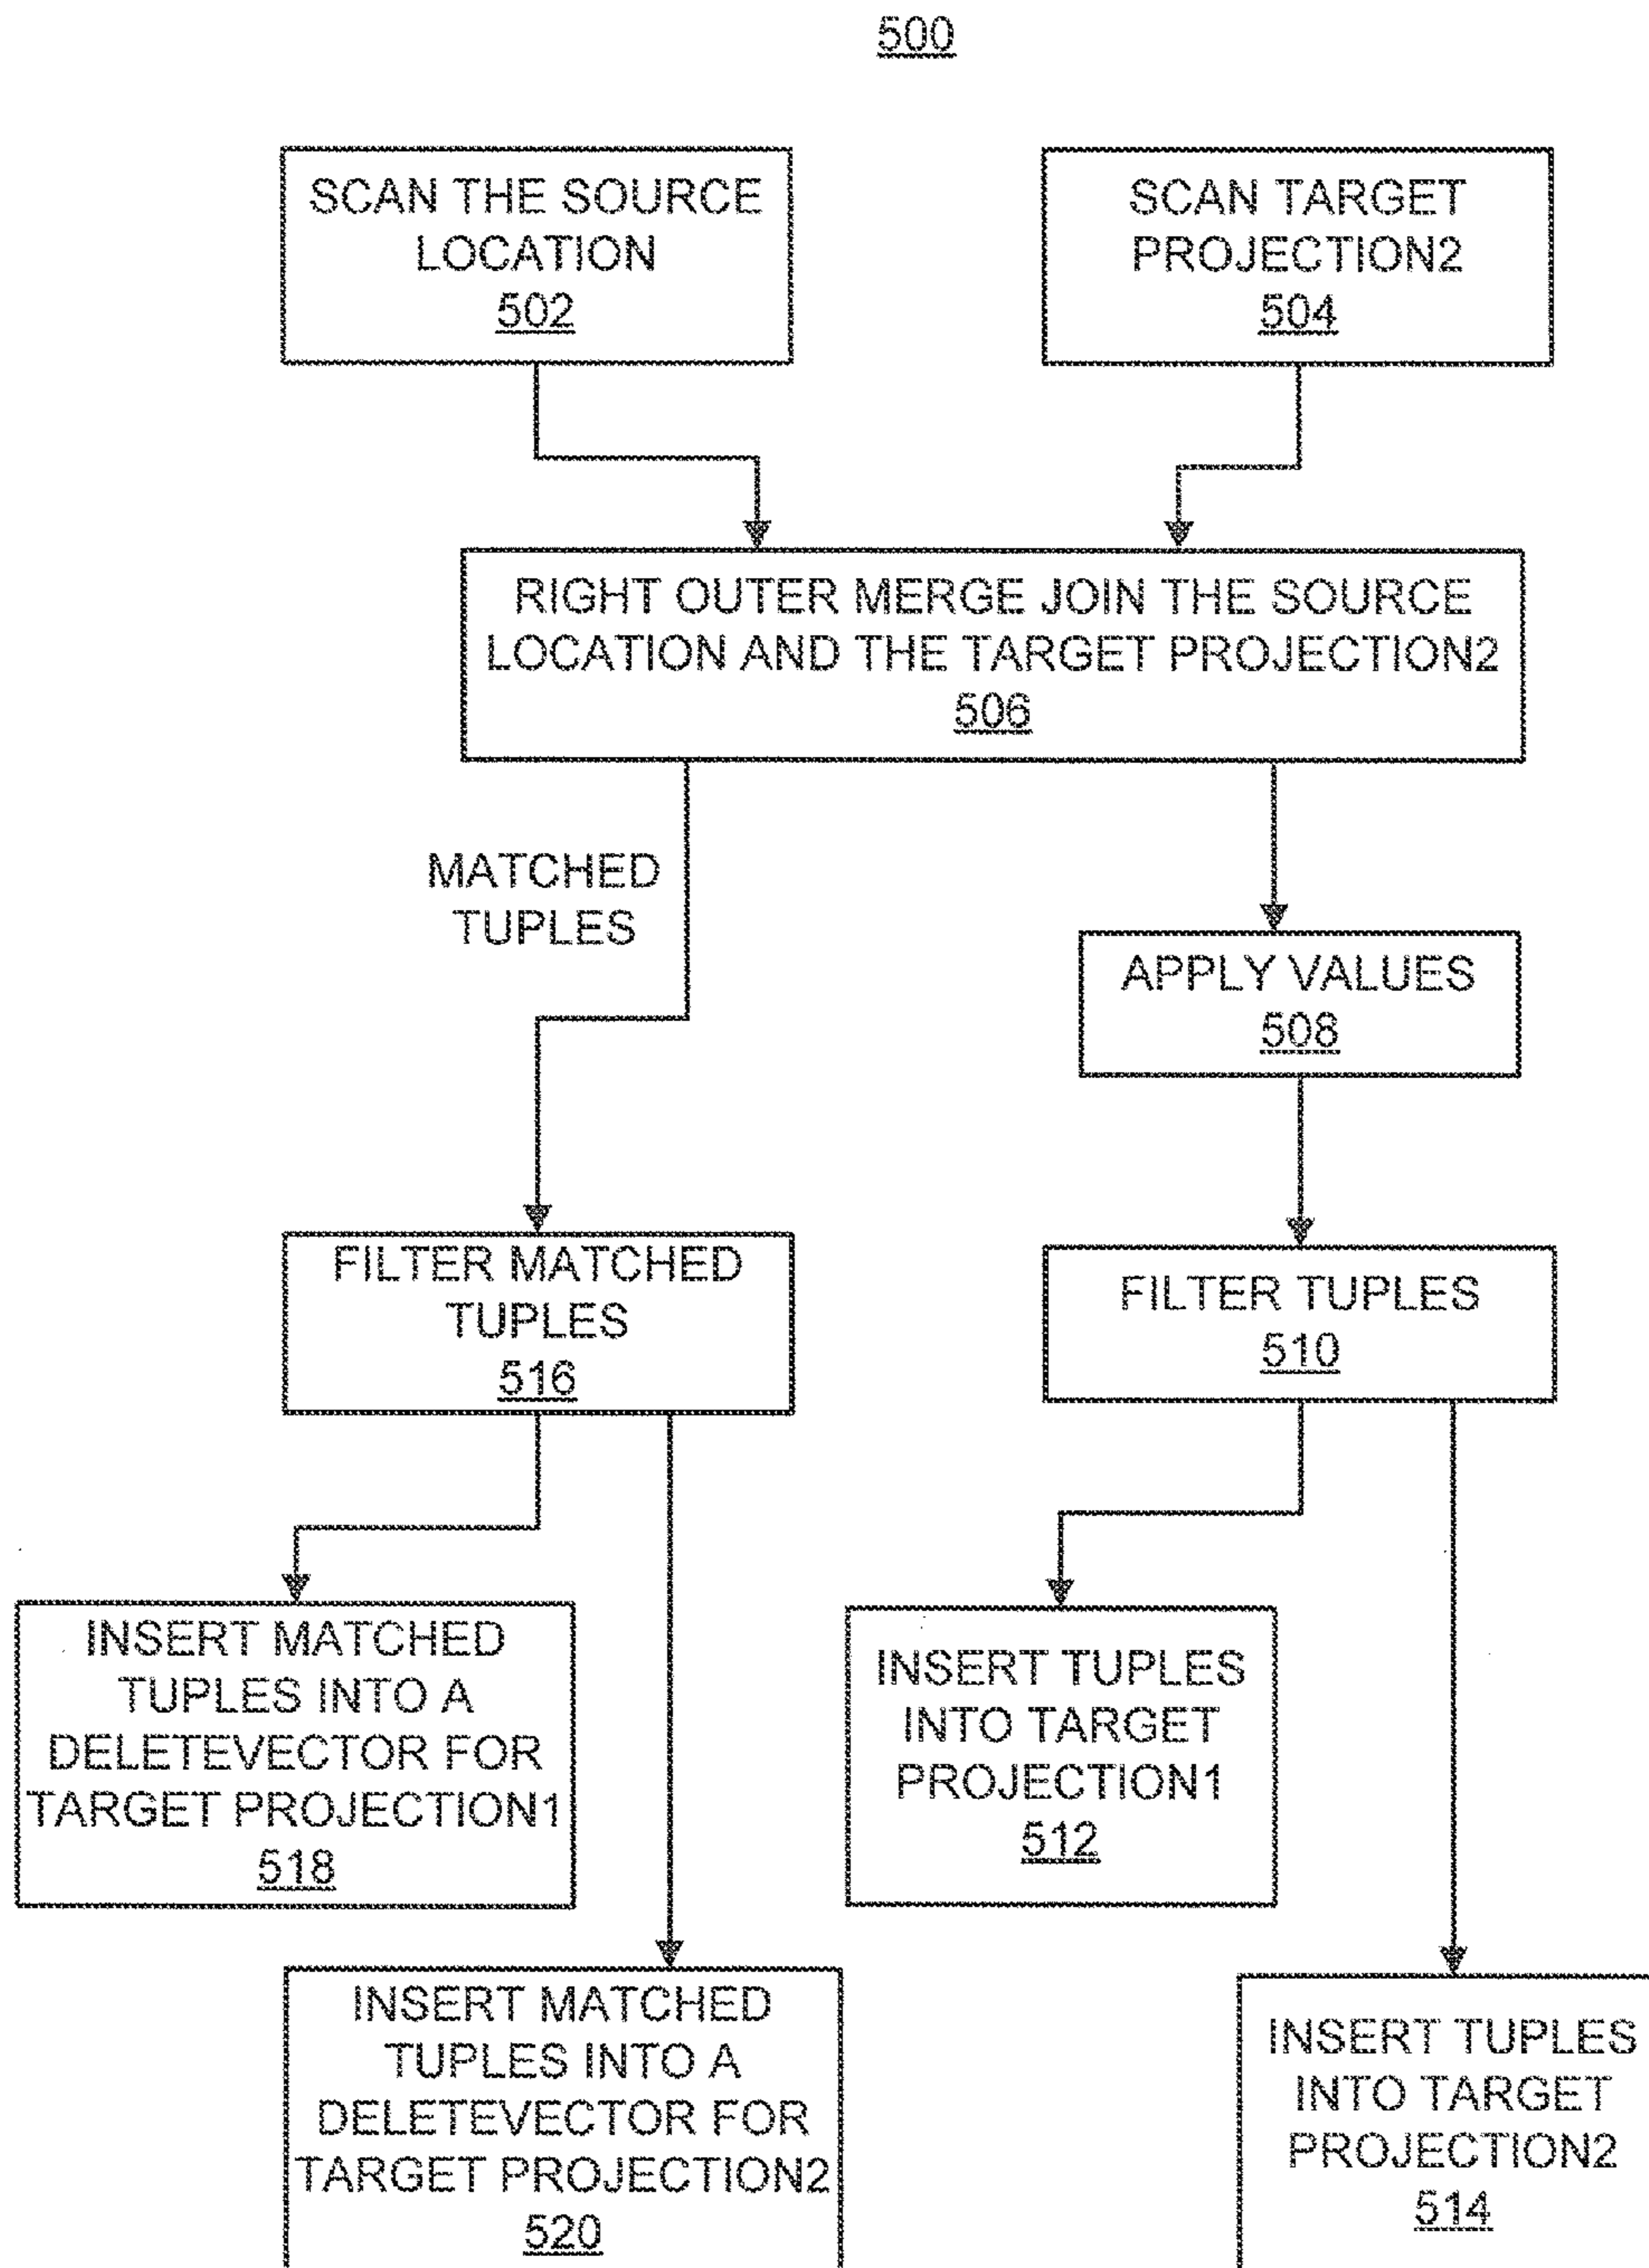 500
SCAN THE SOURCE
LOCATION
502
SCAN TARGET
PROJECTION2
504
RIGHT OUTER MERGE JOIN THE SOURCE
LOCATION AND THE TARGET PROJECTION2
506
MATCHED
TUPLES
APPLY VALUES
508
FILTER MATCHED
TUPLES
516
FILTER TUPLES
510
INSERT MATCHED
TUPLES INTO A
DELETEVECTOR FOR
TARGET PROJECTION1
518
INSERT TUPLES
INTO TARGET
PROJECTION1
512
INSERT MATCHED
TUPLES INTO A
DELETEVECTOR FOR
TARGET PROJECTION2
520
INSERT TUPLES
INTO TARGET
PROJECTION2
514